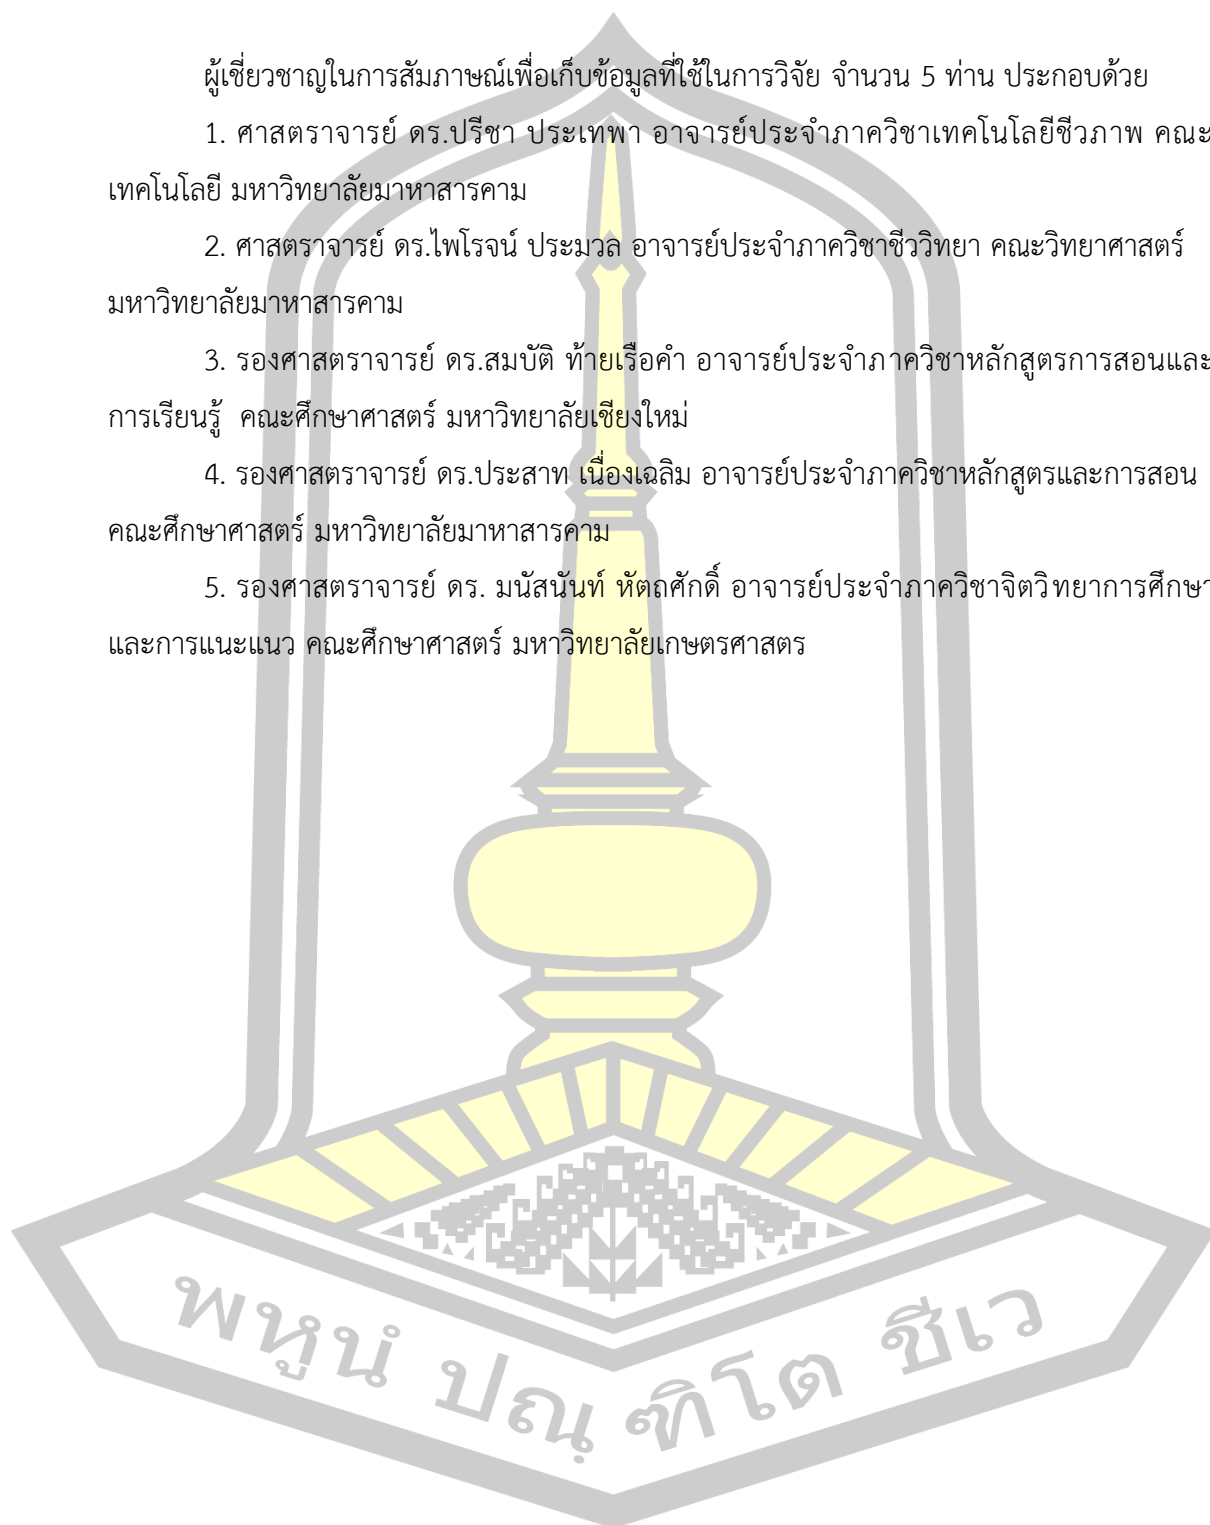 ผู้เชี่ยวชาญในการสัมภาษณ์เพื่อเก็บข้อมูลที่ใช้ในการวิจัย จำนวน 5 ท่าน ประกอบด้วย
1. ศาสตราจารย์ ดร.ปรีชา ประเทพา อาจารย์ประจำภาควิชาเทคโนโลยีชีวภาพ คณะ
เทคโนโลยี มหาวิทยาลัยมาหาสารคาม
2. ศาสตราจารย์ ดร.ไพโรจน์ ประมวล อาจารย์ประจำภาควิชาชีววิทยา คณะวิทยาศาสตร์
มหาวิทยาลัยมาหาสารคาม
3. รองศาสตราจารย์ ดร.สมบัติ ท้ายเรือคำ อาจารย์ประจำภาควิชาหลักสูตรการสอนและ
การเรียนรู้ คณะศึกษาศาสตร์ มหาวิทยาลัยเชียงใหม่
4. รองศาสตราจารย์ ดร.ประสาท เนื่องเฉลิม อาจารย์ประจำภาควิชาหลักสูตรและการสอน
คณะศึกษาศาสตร์ มหาวิทยาลัยมาหาสารคาม
5. รองศาสตราจารย์ ดร. มนัสนันท์ หัตถศักดิ์ อาจารย์ประจำภาควิชาจิตวิทยาการศึกษา
และการแนะแนว คณะศึกษาศาสตร์ มหาวิทยาลัยเกษตรศาสตร
พหูนํ ปณฺฑิโต ชีเว